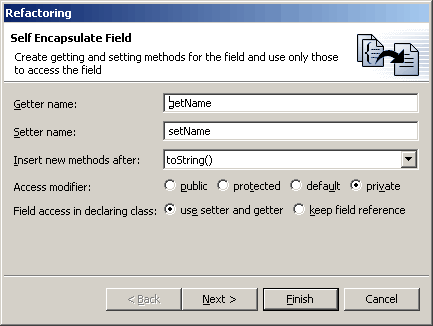 Refactoring
Self Encapsulate Field
Create getting and setting methods for the field and use only those
to access the field
Getter name:
getName
Setter name: setName
Insert new methods after: toString()
Access modifier: public protected default private
Field access in declaring class: use setter and getter keep field reference
< Back Next > Finish Cancel